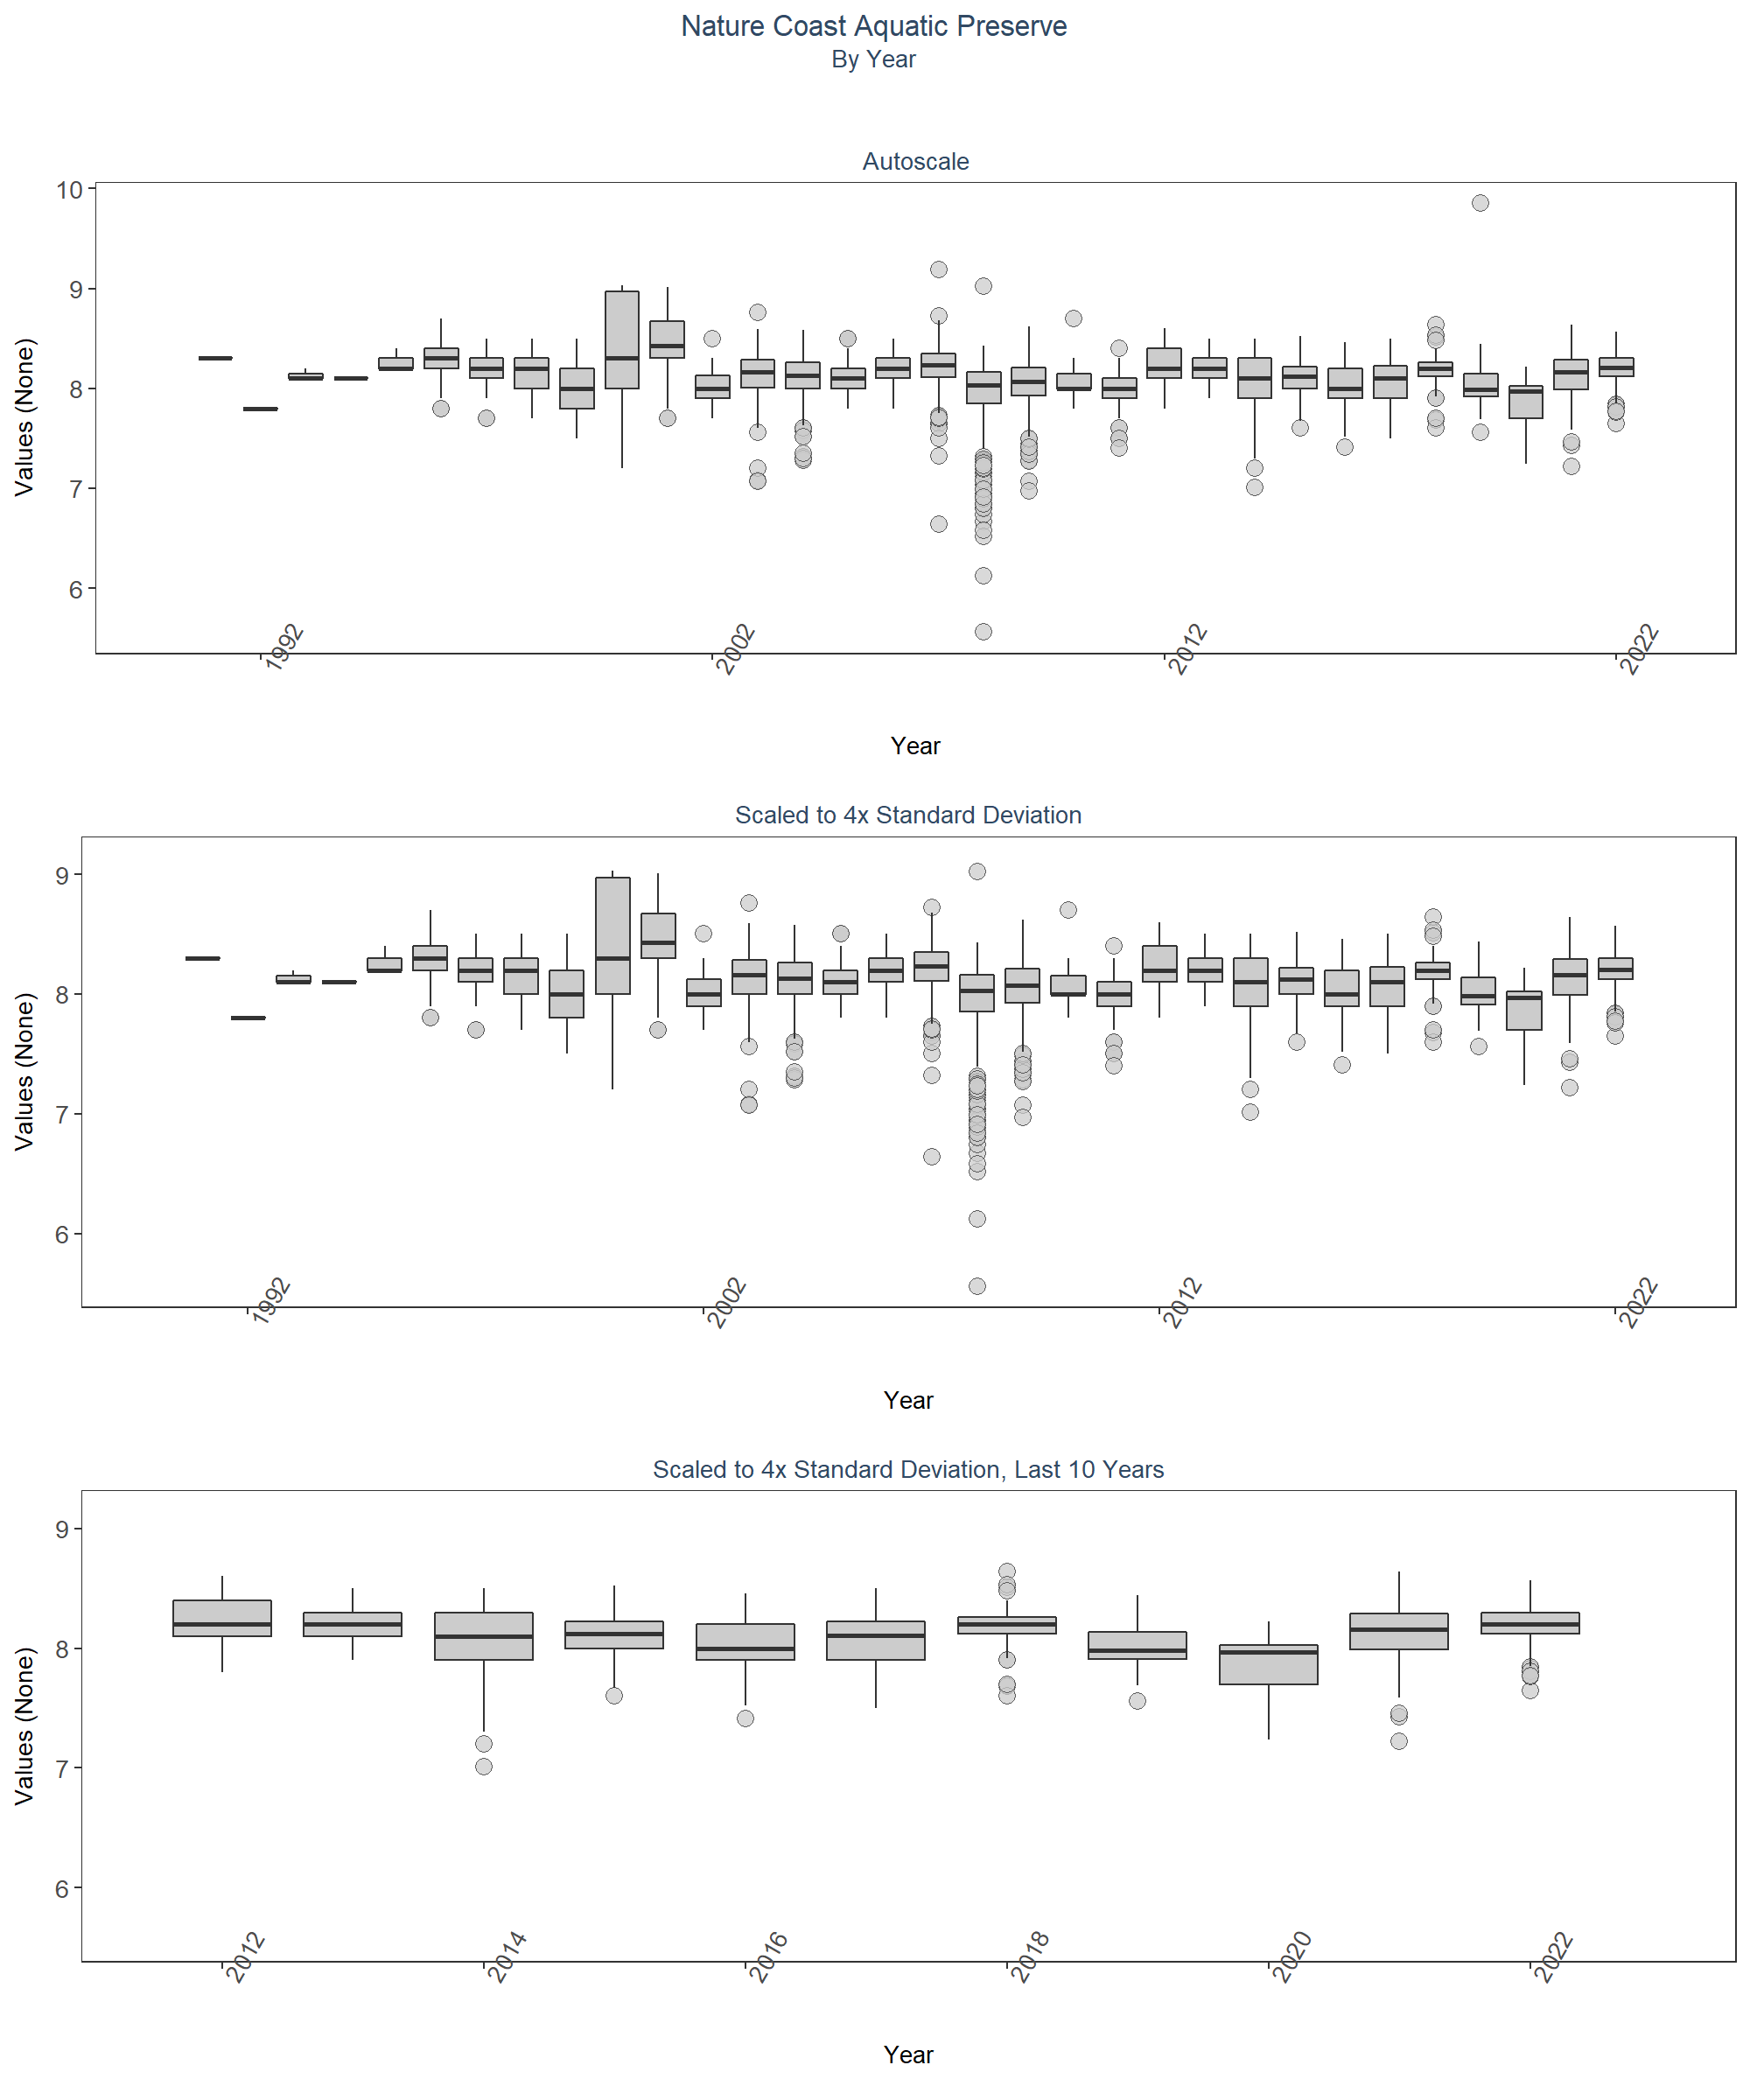 Nature Coast Aquatic Preserve
By Year
Autoscale
Values (None)
10
9
8
7
6
1992
2002
2012
2022
Year
Scaled to 4x Standard Deviation
Values (None)
9
8
7
6
1992
2002
2012
2022
Year
Scaled to 4x Standard Deviation, Last 10 Years
Values (None)
9
8
7
6
2012
2014
2016
2018
2020
2022
Year